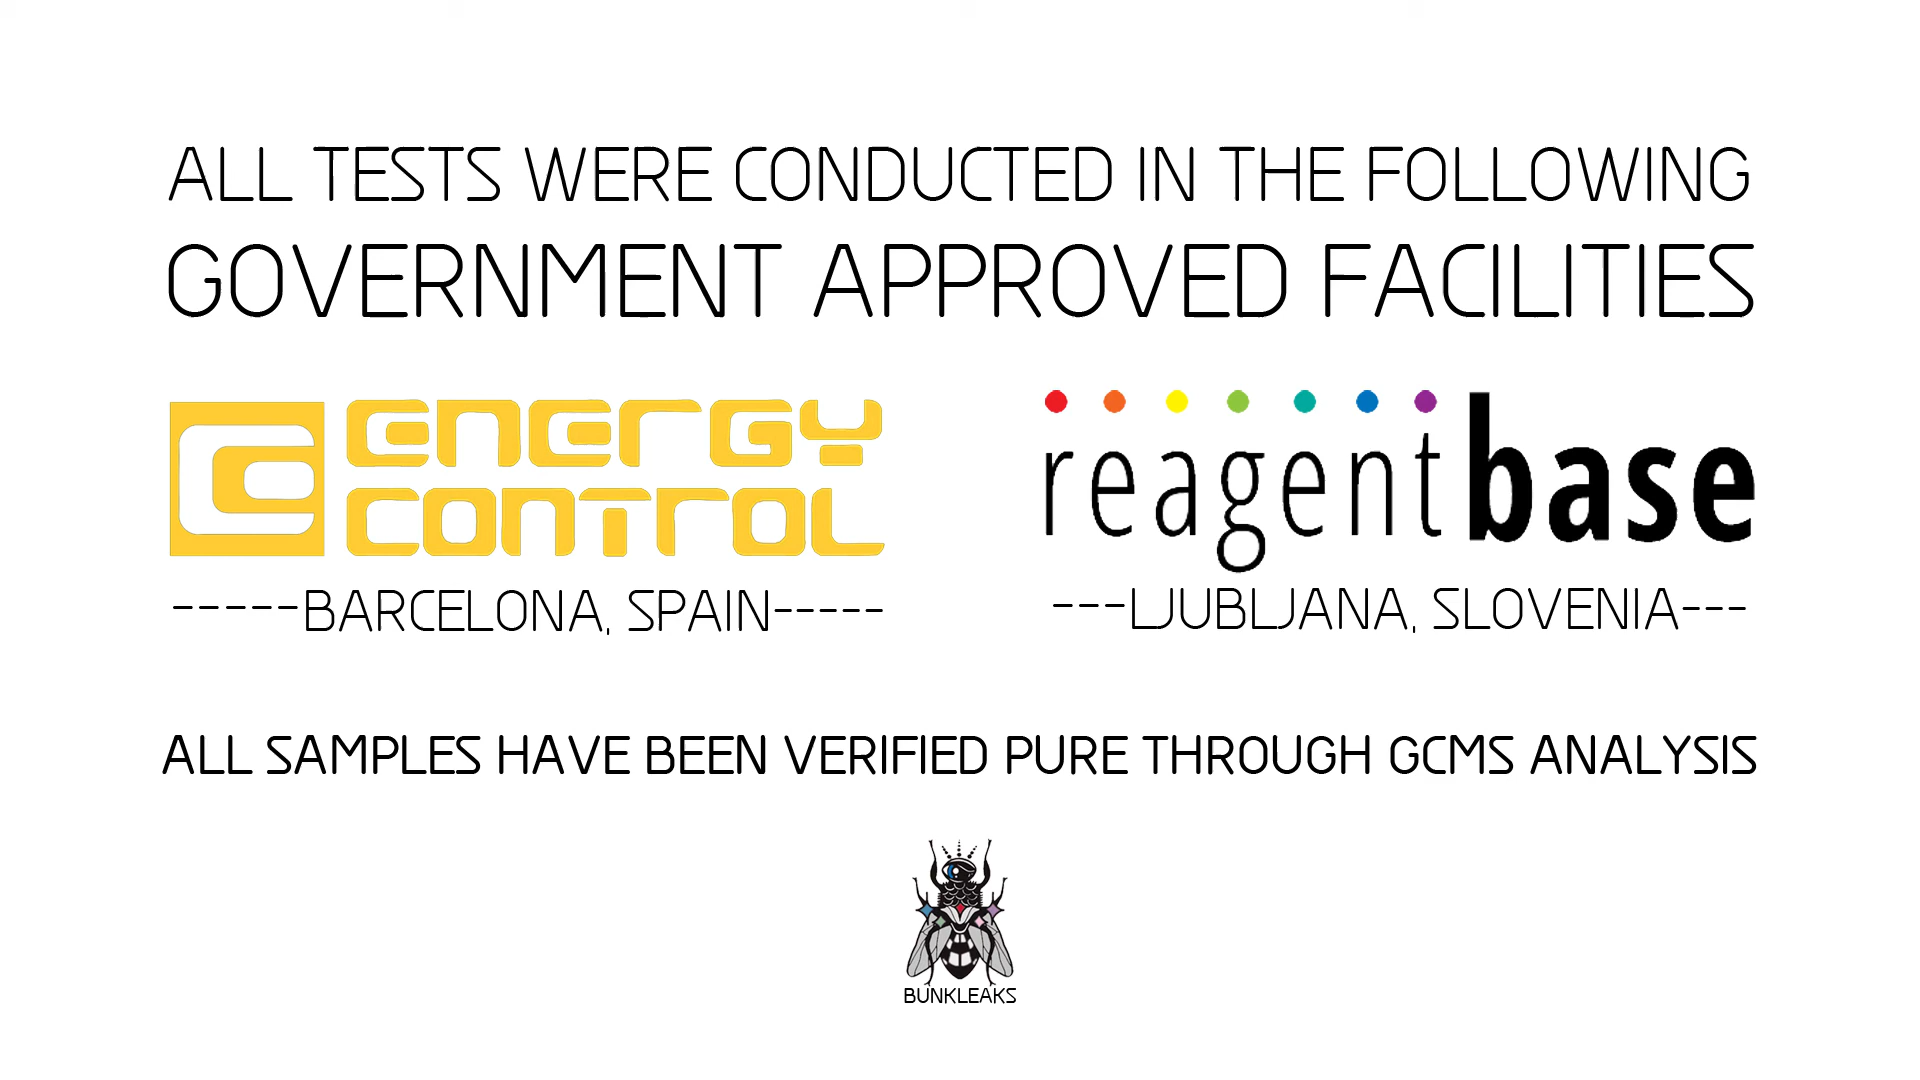 ALL TESTS WERE CONDUCTED IN THE FOLLOWING
GOVERNMENT APPROVED FACILITIES
energy
control
-----BARCELONA, SPAIN-----
reagentbase
---LJUBLJANA, SLOVENIA---
ALL SAMPLES HAVE BEEN VERIFIED PURE THROUGH GCMS ANALYSIS
BUNKLEAKS